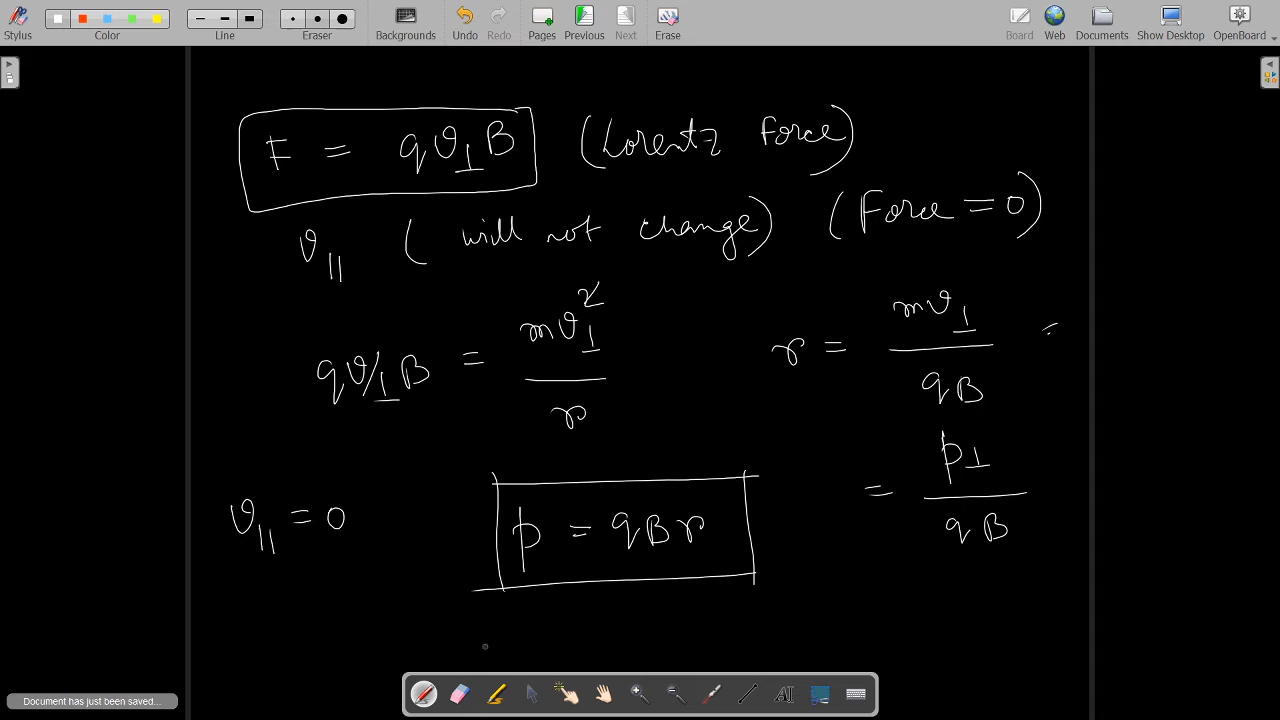 Stylus Color Line Eraser Backgrounds Undo Redo Pages Previous Next Erase Board Web Documents Show Desktop OpenBoard
F = qv⊥B (Lorentz Force)
v|| (will not change) (Force = 0)
qv⊥B = mv⊥²/r r = mv⊥/qB =
= p⊥/qB
v|| = 0 p = qBr
Document has just been saved...